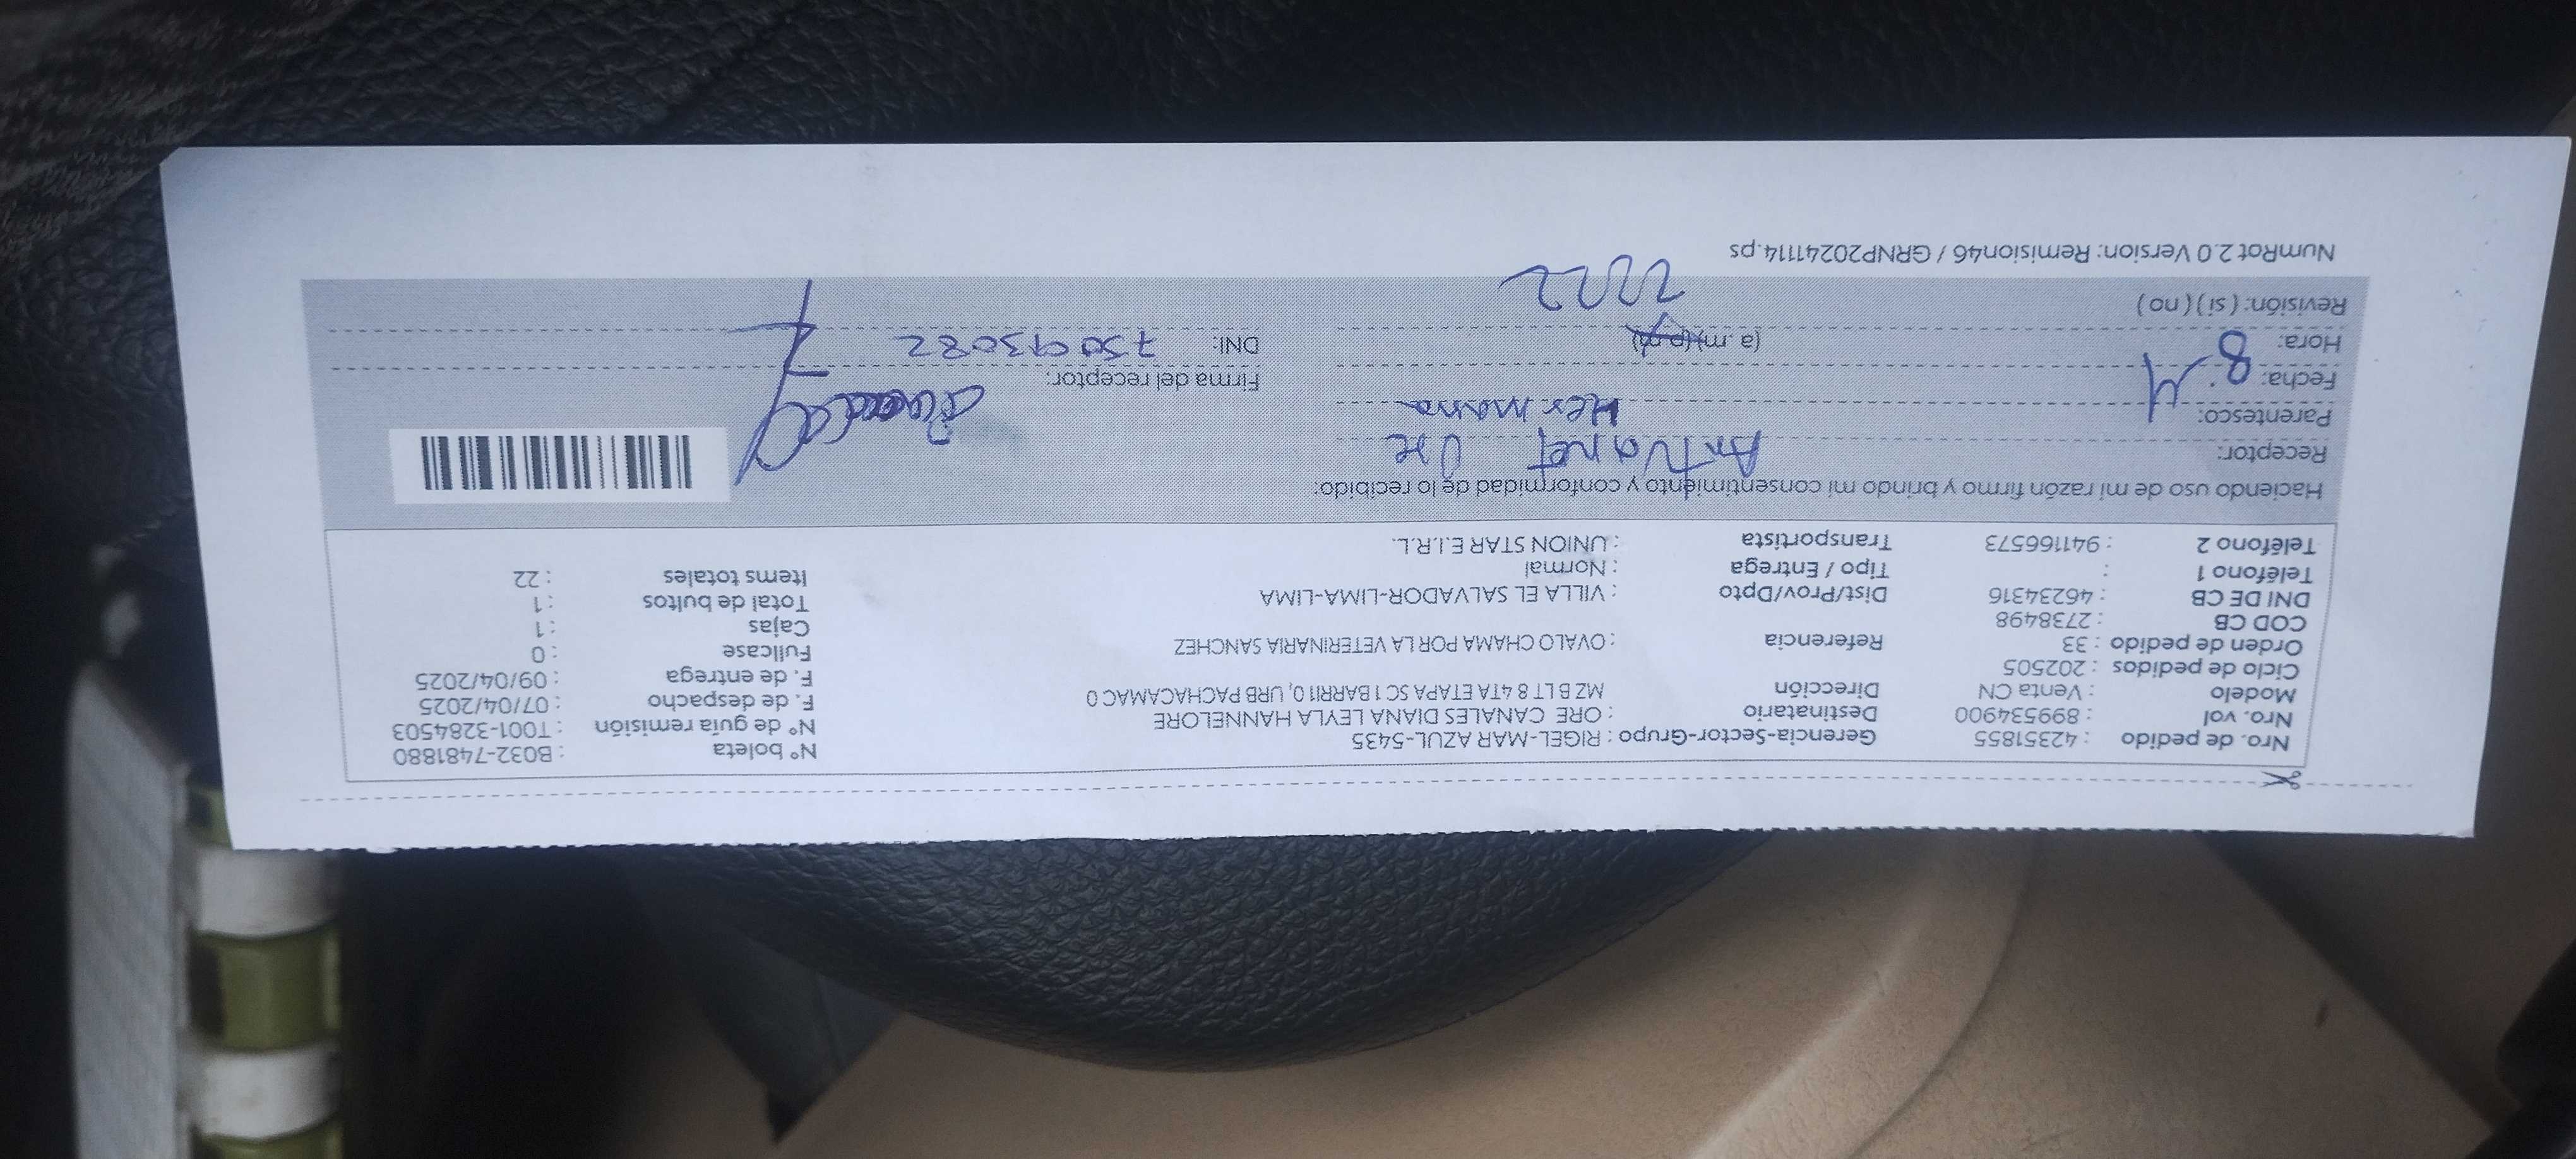 Nro. de pedido : 42351855 Gerencia-Sector-Grupo : RIGEL-MAR AZUL-5435 N° boleta : B032-7481880
Nro. vol : 899534900 Destinatario : ORE CANALES DIANA LEYLA HANNELORE N° de guía remisión : T001-3284503
Modelo : Venta CN Dirección MZ B LT 8 4TA ETAPA SC 1 BARRI 0, URB PACHACAMAC 0 F. de despacho : 07/04/2025
Ciclo de pedidos : 202505 F. de entrega : 09/04/2025
Orden de pedido : 33 Referencia : OVALO CHAMA POR LA VETERINARIA SANCHEZ Fullcase : 0
COD CB : 2738498 Cajas : 1
DNI DE CB : 46234316 Dist/Prov/Dpto : VILLA EL SALVADOR-LIMA-LIMA Total de bultos : 1
Teléfono 1 : Tipo / Entrega : Normal Items totales : 22
Teléfono 2 : 941166573 Transportista : UNION STAR E.I.R.L.
Haciendo uso de mi razón firmo y brindo mi consentimiento y conformidad de lo recibido:
Receptor:
Parentesco: Hermana
Fecha: Firma del receptor:
Hora: 8 (a.m)(p.m) DNI: 75093082
Revisión: (si) (no)
NumRot 2.0 Version: Remision46 / GRNP20241114.ps